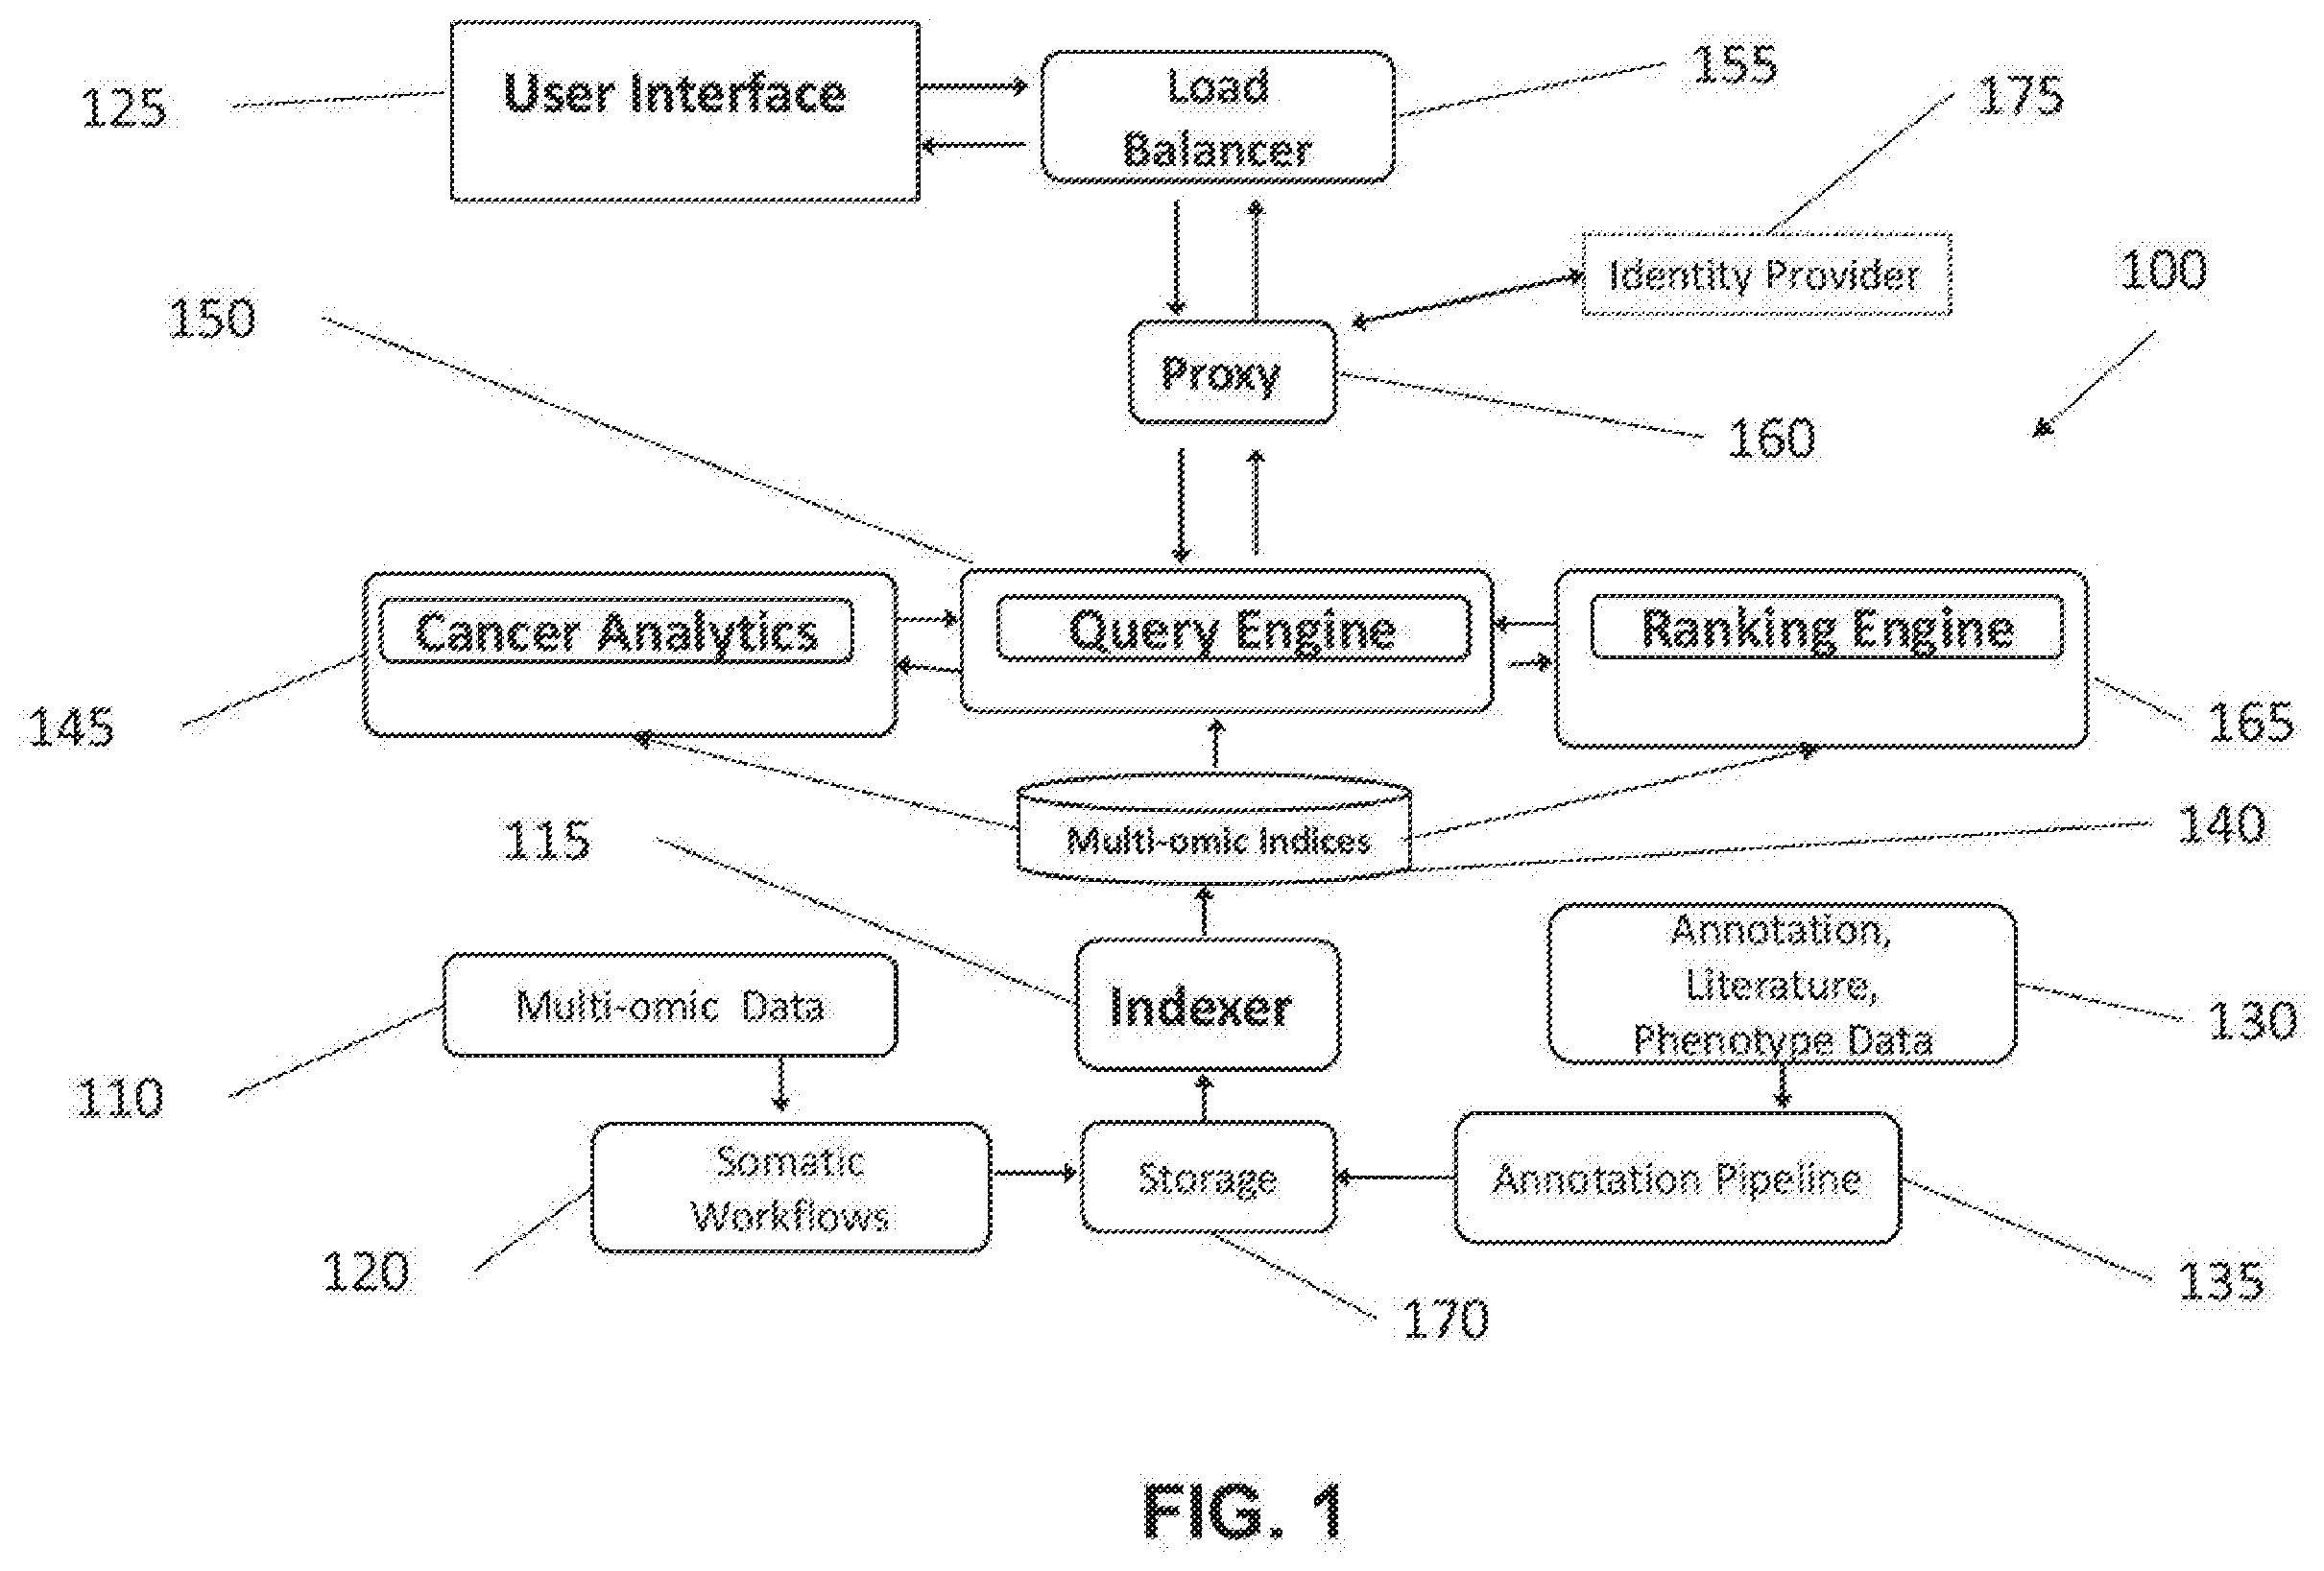 User Interface
Load
Balancer
155
175
125
Identity Provider
100
150
Proxy
160
Cancer Analytics
Query Engine
Ranking Engine
145
165
115
Multi-omic Indices
140
Annotation,
Literature,
Phenotype Data
Multi-omic Data
Indexer
130
110
Somatic
Workflows
Storage
Annotation Pipeline
120
135
170
FIG. 1